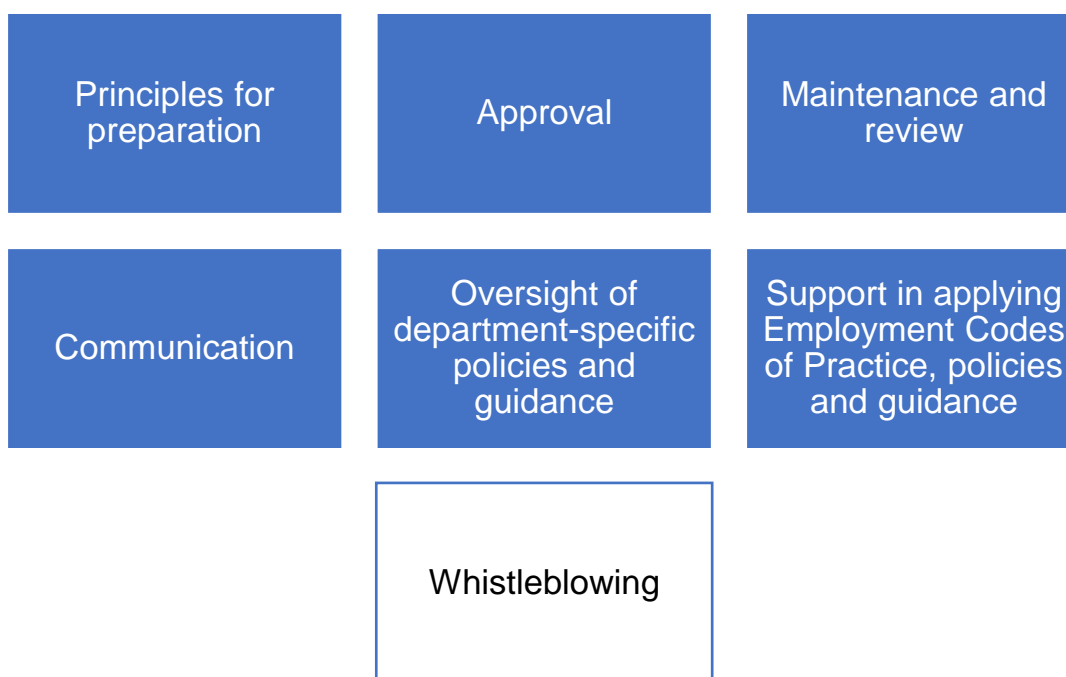 Principles for
preparation
Approval
Maintenance and
review
Communication
Oversight of
department-specific
policies and
guidance
Support in applying
Employment Codes
of Practice, policies
and guidance
Whistleblowing